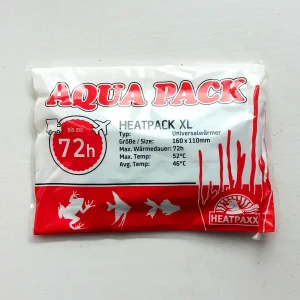 AQUA PACK
BIS ZU
72h
HEATPACK XL
Typ: Universalwärmer
Größe / Size: 160 x 110mm
Max. Wärmedauer: 72h
Max. Temp: 52°C
Avg. Temp: 46°C
HEATPAXX